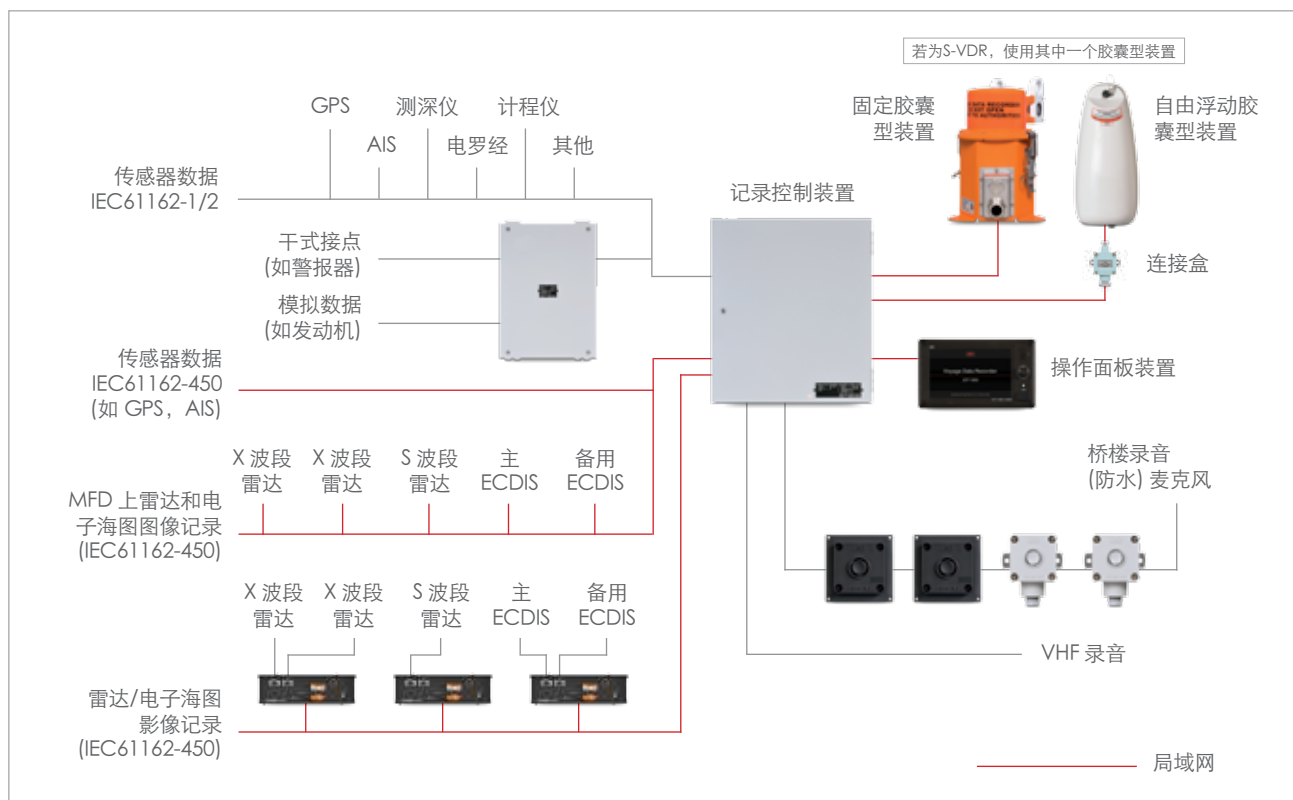 若为S-VDR，使用其中一个胶囊型装置
固定胶囊
型装置
自由浮动胶
囊型装置
GPS
测深仪
计程仪
AIS
电罗经
其他
传感器数据
IEC61162-1/2
记录控制装置
干式接点
(如警报器)
连接盒
模拟数据
(如发动机)
传感器数据
IEC61162-450
(如 GPS，AIS)
Voyage Data Recorder
操作面板装置
X 波段
雷达
X 波段
雷达
S 波段
雷达
主
ECDIS
备用
ECDIS
MFD 上雷达和电
子海图图像记录
(IEC61162-450)
桥楼录音
(防水) 麦克风
X 波段
雷达
X 波段
雷达
S 波段
雷达
主
ECDIS
备用
ECDIS
VHF 录音
雷达/电子海图
影像记录
(IEC61162-450)
局域网